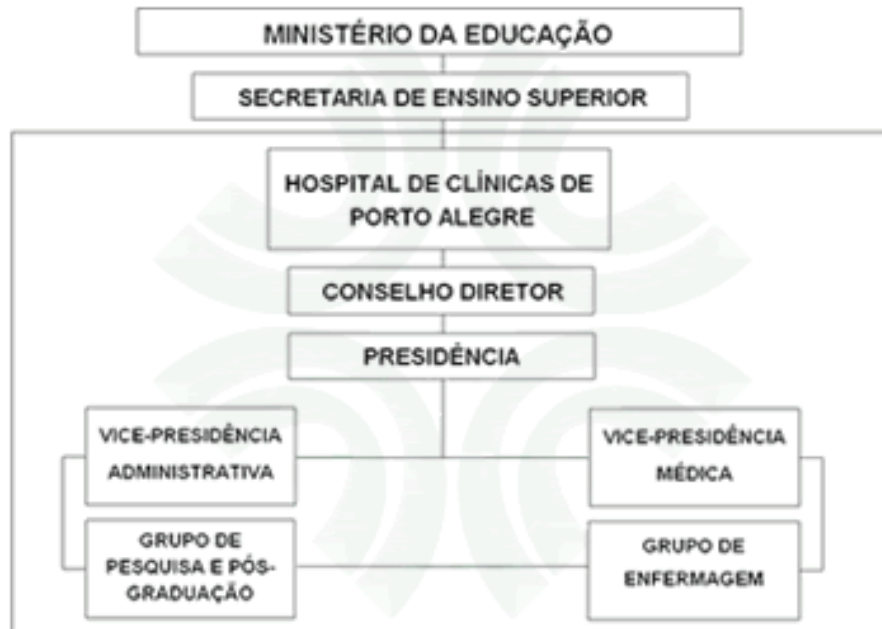 MINISTÉRIO DA EDUCAÇÃO
SECRETARIA DE ENSINO SUPERIOR
HOSPITAL DE CLÍNICAS DE
PORTO ALEGRE
CONSELHO DIRETOR
PRESIDÊNCIA
VICE-PRESIDÊNCIA
ADMINISTRATIVA
VICE-PRESIDÊNCIA
MÉDICA
GRUPO DE
PESQUISA E PÓS-
GRADUAÇÃO
GRUPO DE
ENFERMAGEM